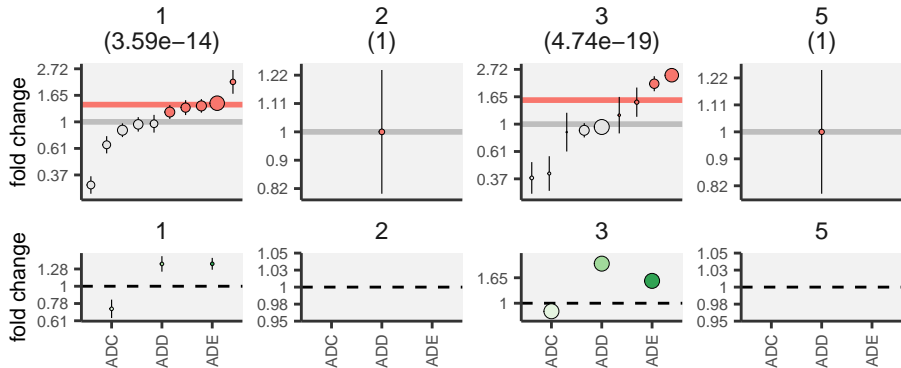 1 2 3 5
(3.59e−14) (1) (4.74e−19) (1)
fold change
2.72 1.65 1 0.61 0.37
1.22 1.11 1 0.9 0.82
2.72 1.65 1 0.61 0.37
1.22 1.11 1 0.9 0.82
1 2 3 5
fold change
1.28 1 0.78 0.61
1.05 1.03 1 0.98 0.95
1.65 1
1.05 1.03 1 0.98 0.95
ADC ADD ADE ADC ADD ADE ADC ADD ADE ADC ADD ADE